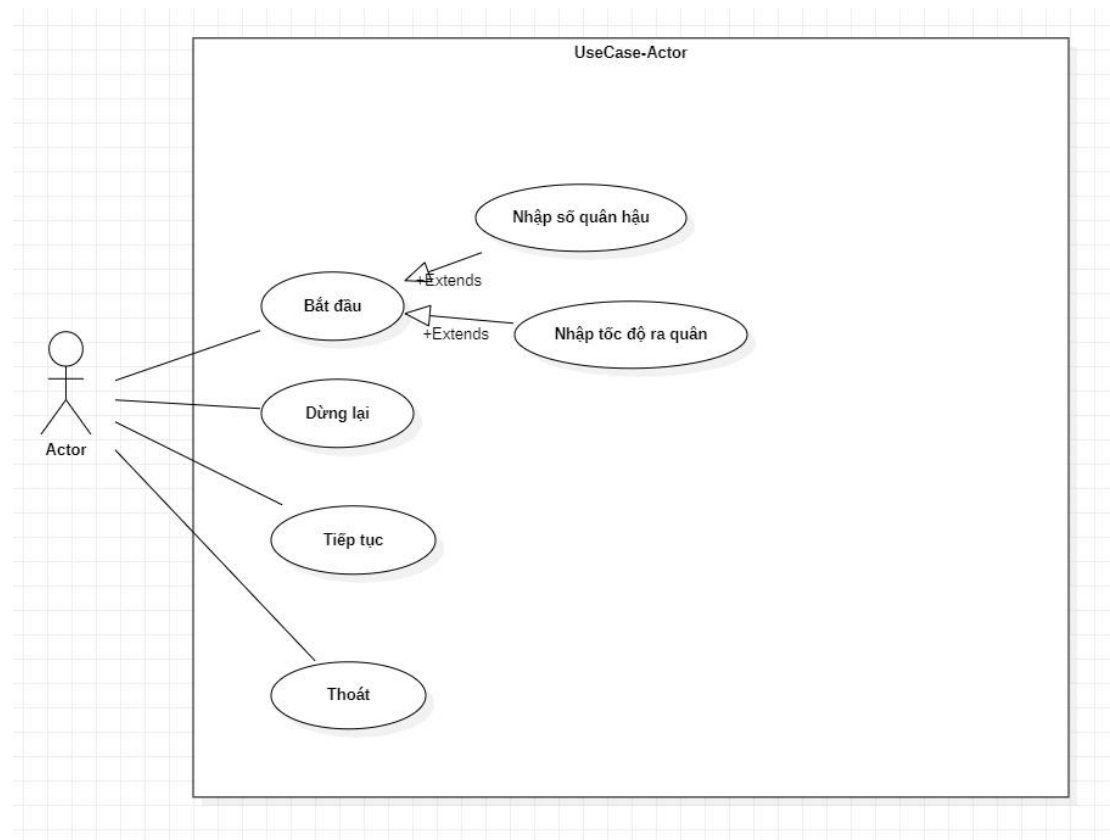 UseCase-Actor
Nhập số quân hậu
+Extends
Bắt đầu
+Extends
Nhập tốc độ ra quân
Dừng lại
Actor
Tiếp tục
Thoát